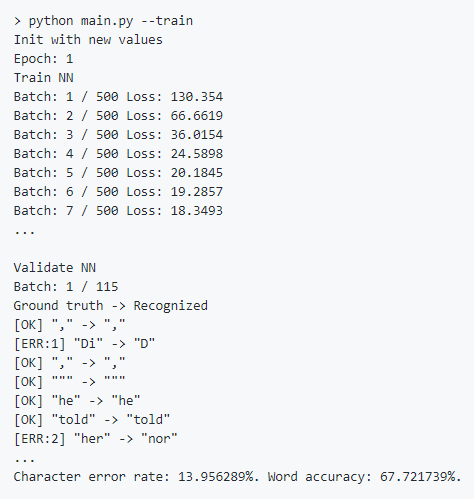 > python main.py --train
Init with new values
Epoch: 1
Train NN
Batch: 1 / 500 Loss: 130.354
Batch: 2 / 500 Loss: 66.6619
Batch: 3 / 500 Loss: 36.0154
Batch: 4 / 500 Loss: 24.5898
Batch: 5 / 500 Loss: 20.1845
Batch: 6 / 500 Loss: 19.2857
Batch: 7 / 500 Loss: 18.3493
...

Validate NN
Batch: 1 / 115
Ground truth -> Recognized
[OK] "," -> ","
[ERR:1] "Di" -> "D"
[OK] "," -> ","
[OK] """ -> """
[OK] "he" -> "he"
[OK] "told" -> "told"
[ERR:2] "her" -> "nor"
...
Character error rate: 13.956289%. Word accuracy: 67.721739%.